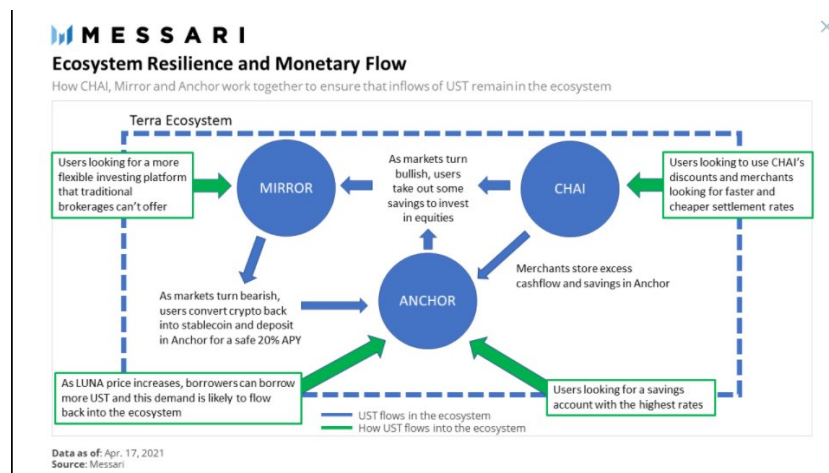 MESSARI
Ecosystem Resilience and Monetary Flow
How CHAI, Mirror and Anchor work together to ensure that inflows of UST remain in the ecosystem
Terra Ecosystem
Users looking for a more
flexible investing platform
that traditional
brokerages can't offer
MIRROR
As markets turn
bullish, users
take out some
savings to invest
in equities
CHAI
Users looking to use CHAI's
discounts and merchants
looking for faster and
cheaper settlement rates
As markets turn bearish,
users convert crypto back
into stablecoin and deposit
in Anchor for a safe 20% APY
ANCHOR
Merchants store excess
cashflow and savings in Anchor
As LUNA price increases, borrowers can borrow
more UST and this demand is likely to flow
back into the ecosystem
Users looking for a savings
account with the highest rates
UST flows in the ecosystem
How UST flows into the ecosystem
Data as of: Apr. 17, 2021
Source: Messari